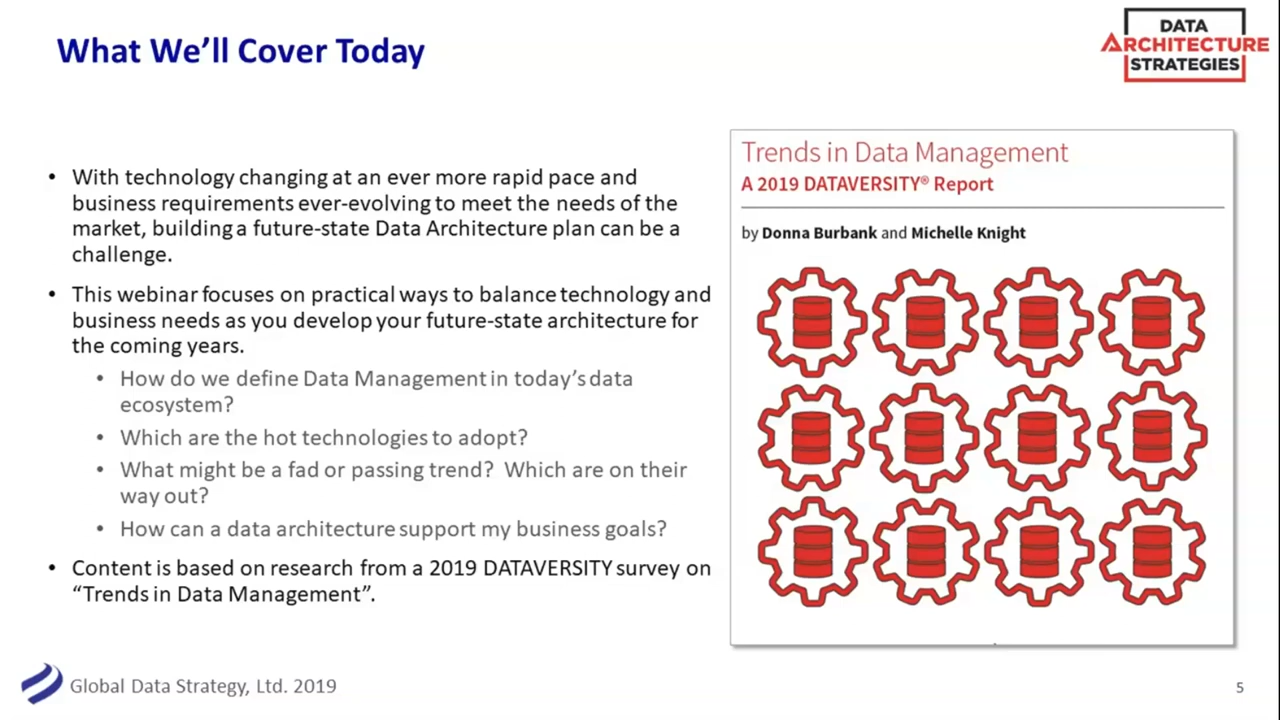 What We'll Cover Today
DATA
ARCHITECTURE
STRATEGIES
• With technology changing at an ever more rapid pace and
business requirements ever-evolving to meet the needs of the
market, building a future-state Data Architecture plan can be a
challenge.
• This webinar focuses on practical ways to balance technology and
business needs as you develop your future-state architecture for
the coming years.
• How do we define Data Management in today's data
ecosystem?
• Which are the hot technologies to adopt?
• What might be a fad or passing trend? Which are on their
way out?
• How can a data architecture support my business goals?
• Content is based on research from a 2019 DATAVERSITY survey on
“Trends in Data Management”.
Trends in Data Management
A 2019 DATAVERSITY® Report
by Donna Burbank and Michelle Knight
Global Data Strategy, Ltd. 2019
5